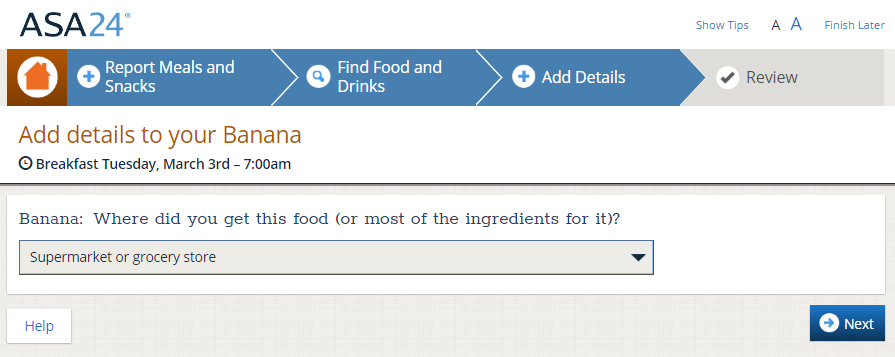 ASA24®
Show Tips A A Finish Later
Report Meals and Snacks
Find Food and Drinks
Add Details
Review
Add details to your Banana
Breakfast Tuesday, March 3rd – 7:00am
Banana: Where did you get this food (or most of the ingredients for it)?
Supermarket or grocery store
Help
Next